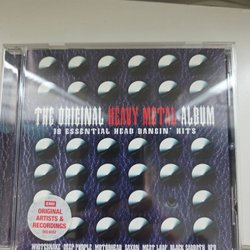 THE ORIGINAL HEAVY METAL ALBUM
18 ESSENTIAL HEAD BANGIN' HITS
EMI
ORIGINAL
ARTISTS &
RECORDINGS
WHITESNAKE, DEEP PURPLE, MOTORHEAD, SAXON, MEAT LOAF, BLACK SABBATH, UFO